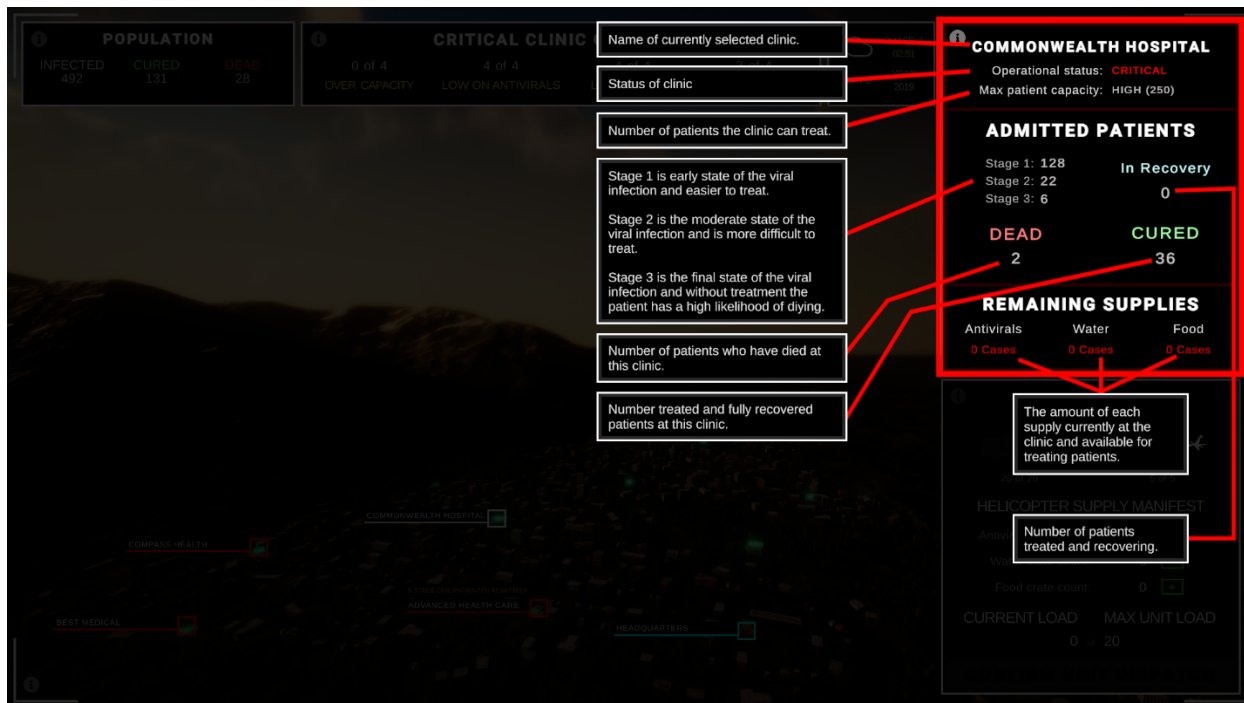 POPULATION
INFECTED CURED DEAD
492 131 28
CRITICAL CLINIC
0 of 4 4 of 4
OVER CAPACITY LOW ON ANTIVIRALS
02:51
2019
Name of currently selected clinic.
Status of clinic
Number of patients the clinic can treat.
Stage 1 is early state of the viral
infection and easier to treat.
Stage 2 is the moderate state of the
viral infection and is more difficult to
treat.
Stage 3 is the final state of the viral
infection and without treatment the
patient has a high likelihood of diying.
Number of patients who have died at
this clinic.
Number treated and fully recovered
patients at this clinic.
COMMONWEALTH HOSPITAL
Operational status: CRITICAL
Max patient capacity: HIGH (250)
ADMITTED PATIENTS
Stage 1: 128
Stage 2: 22
Stage 3: 6
In Recovery
0
DEAD
2
CURED
36
REMAINING SUPPLIES
Antivirals Water Food
0 Cases 0 Cases 0 Cases
The amount of each
supply currently at the
clinic and available for
treating patients.
HELICOPTER SUPPLY MANIFEST
Number of patients
treated and recovering.
Food crate count: 0 +
CURRENT LOAD MAX UNIT LOAD
0 20
COMMONWEALTH HOSPITAL
COMPASS HEALTH
ADVANCED HEALTH CARE
BEST MEDICAL
HEADQUARTERS